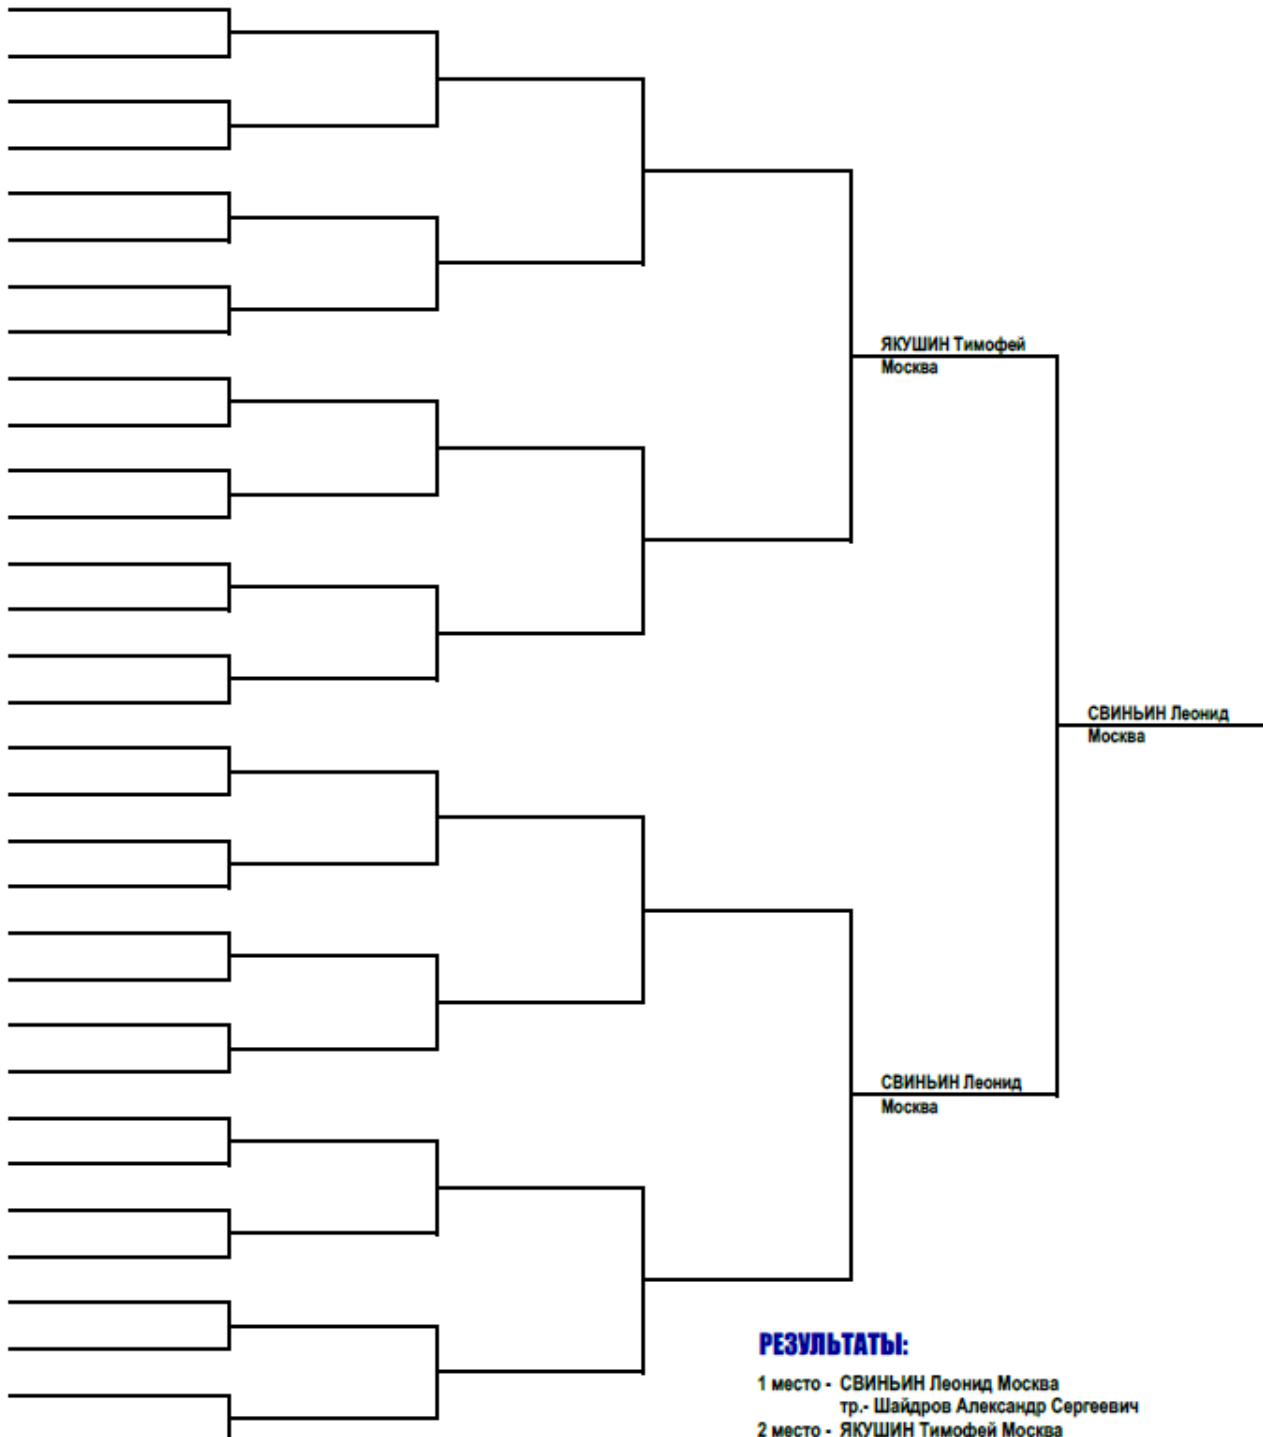 ЯКУШИН Тимофей
Москва
СВИНЬИН Леонид
Москва
СВИНЬИН Леонид
Москва
РЕЗУЛЬТАТЫ:
1 место - СВИНЬИН Леонид Москва
тр.- Шайдров Александр Сергеевич
2 место - ЯКУШИН Тимофей Москва